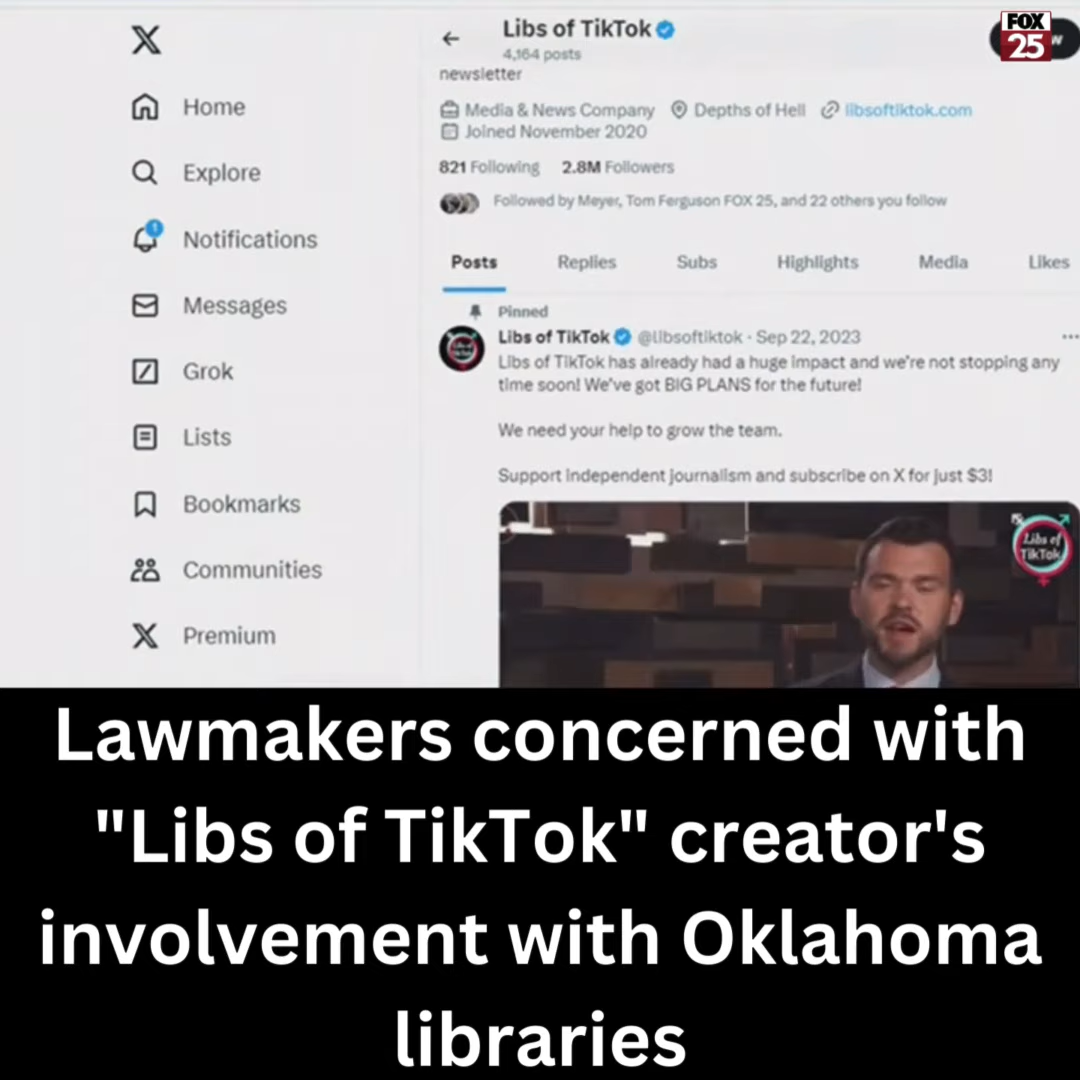 FOX
25
Libs of TikTok
4,164 posts
newsletter
Media & News Company Depths of Hell libsoftiktok.com
Joined November 2020
821 Following 2.8M Followers
Followed by Meyer, Tom Ferguson FOX 25, and 22 others you follow
Posts Replies Subs Highlights Media Likes
Pinned
Libs of TikTok @libsoftiktok · Sep 22, 2023
Libs of TikTok has already had a huge impact and we're not stopping any
time soon! We've got BIG PLANS for the future!
We need your help to grow the team.
Support independent journalism and subscribe on X for just $3!
Libs of
TikTok
Home
Explore
1
Notifications
Messages
Grok
Lists
Bookmarks
Communities
Premium
Lawmakers concerned with
"Libs of TikTok" creator's
involvement with Oklahoma
libraries